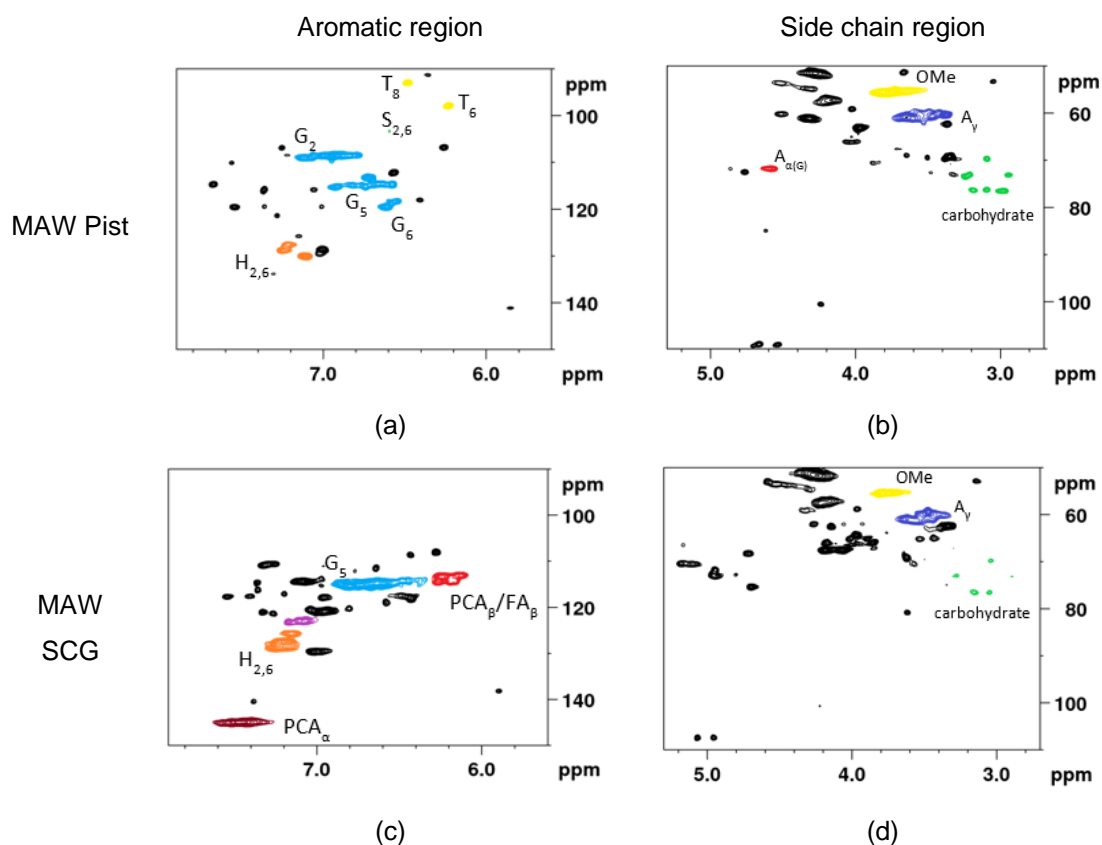 Aromatic region
Side chain region
MAW Pist
T8
T6
S2,6
G2
G5
G6
H2,6
ppm
100
120
140
7.0
6.0
ppm
(a)
OMe
Aγ
Aα(G)
carbohydrate
ppm
60
80
100
5.0
4.0
3.0
ppm
(b)
MAW
SCG
G5
PCAβ/FAβ
H2,6
PCAα
ppm
100
120
140
7.0
6.0
ppm
(c)
OMe
Aγ
carbohydrate
ppm
60
80
100
5.0
4.0
3.0
ppm
(d)